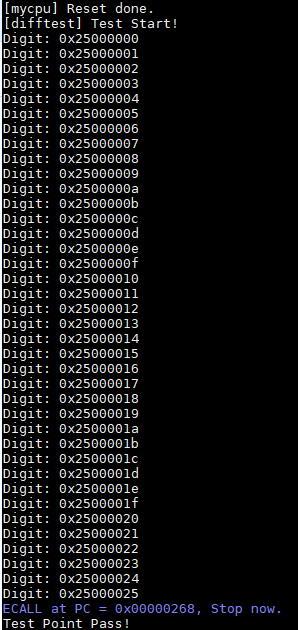 [mycpu] Reset done.
[difftest] Test Start!
Digit: 0x25000000
Digit: 0x25000001
Digit: 0x25000002
Digit: 0x25000003
Digit: 0x25000004
Digit: 0x25000005
Digit: 0x25000006
Digit: 0x25000007
Digit: 0x25000008
Digit: 0x25000009
Digit: 0x2500000a
Digit: 0x2500000b
Digit: 0x2500000c
Digit: 0x2500000d
Digit: 0x2500000e
Digit: 0x2500000f
Digit: 0x25000010
Digit: 0x25000011
Digit: 0x25000012
Digit: 0x25000013
Digit: 0x25000014
Digit: 0x25000015
Digit: 0x25000016
Digit: 0x25000017
Digit: 0x25000018
Digit: 0x25000019
Digit: 0x2500001a
Digit: 0x2500001b
Digit: 0x2500001c
Digit: 0x2500001d
Digit: 0x2500001e
Digit: 0x2500001f
Digit: 0x25000020
Digit: 0x25000021
Digit: 0x25000022
Digit: 0x25000023
Digit: 0x25000024
Digit: 0x25000025
ECALL at PC = 0x00000268, Stop now.
Test Point Pass!